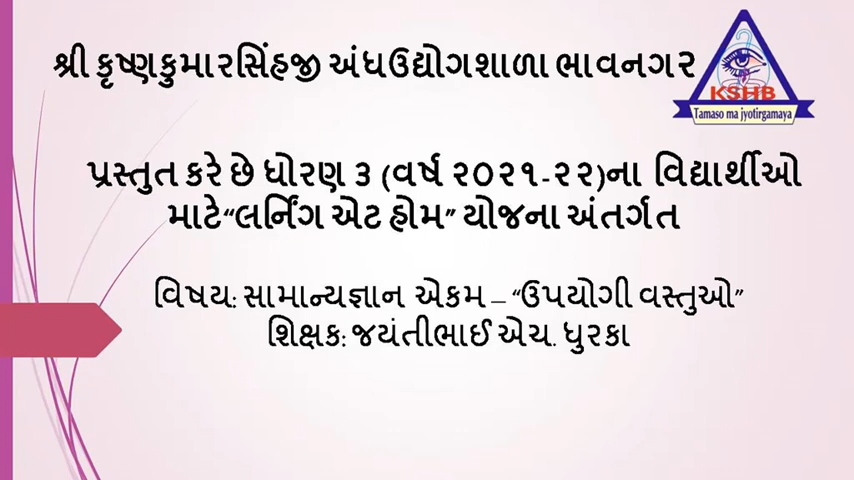 શ્રી કૃષ્ણકુમારસિંહજી અંધઉદ્યોગશાળા ભાવનગર
KSHB
Tamaso ma jyotirgamaya
પ્રસ્તુત કરે છે ધોરણ ૩ (વર્ષ ૨૦૨૧-૨૨)ના વિદ્યાર્થીઓ
માટે“લર્નિંગ એટ હોમ” યોજના અંતર્ગત
વિષય: સામાન્યજ્ઞાન એકમ – “ઉપયોગી વસ્તુઓ”
શિક્ષક: જયંતીભાઈ એચ. ધુરકા